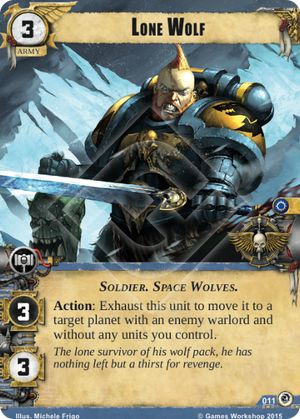 3
LONE WOLF
ARMY
SOLDIER. SPACE WOLVES.
3
Action: Exhaust this unit to move it to a
target planet with an enemy warlord and
without any units you control.
3
The lone survivor of his wolf pack, he has
nothing left but a thirst for revenge.
011
Illus. Michele Frigo
© Games Workshop 2015